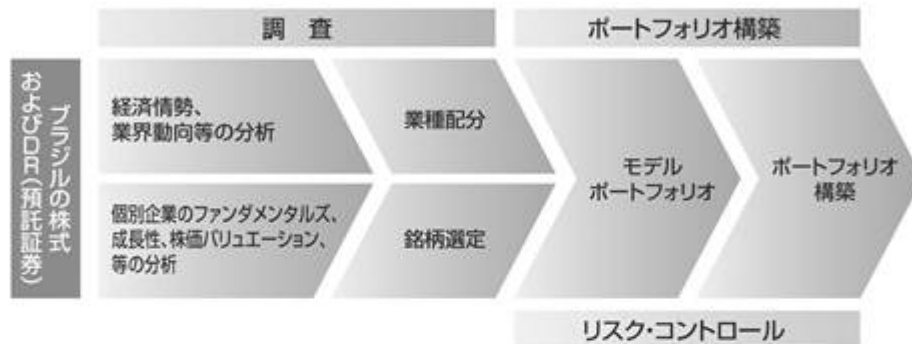 調 査
ポートフォリオ構築
ブラジルの株式
およびDR(預託証券)
経済情勢、
業界動向等の分析
業種配分
個別企業のファンダメンタルズ、
成長性、株価バリュエーション、
等の分析
銘柄選定
モデル
ポートフォリオ
ポートフォリオ
構築
リスク・コントロール